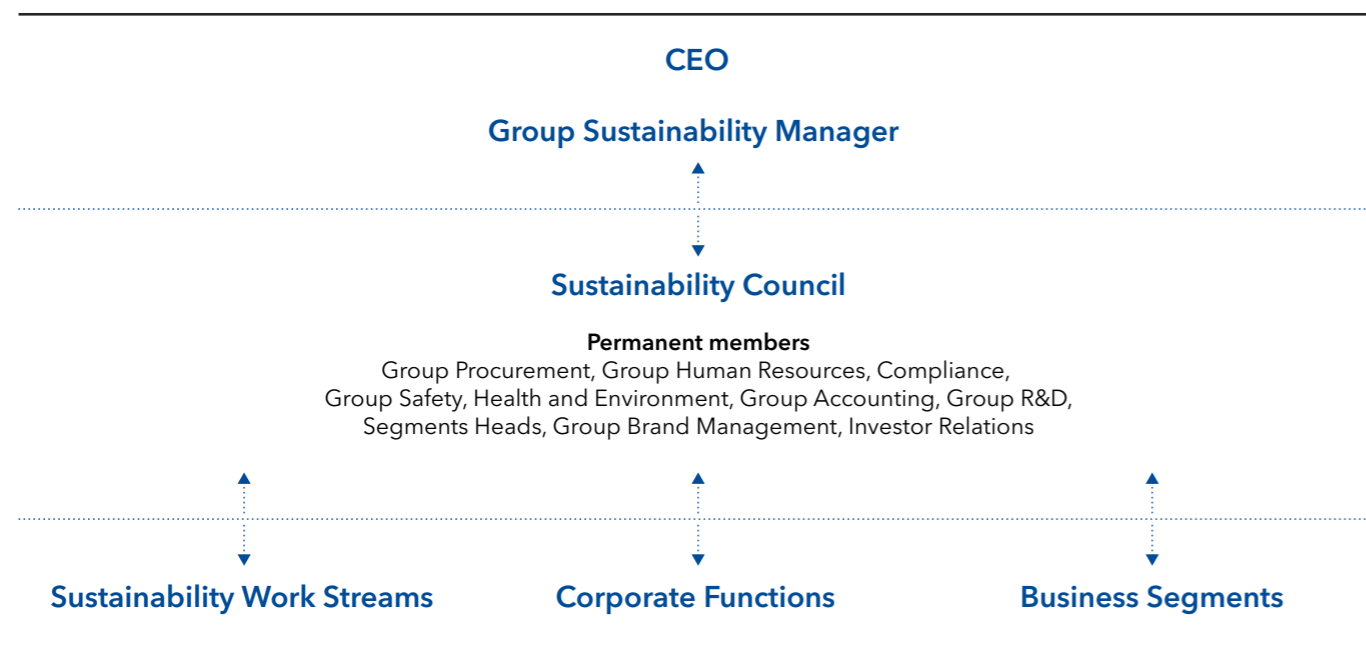 CEO
Group Sustainability Manager
Sustainability Council
Permanent members
Group Procurement, Group Human Resources, Compliance,
Group Safety, Health and Environment, Group Accounting, Group R&D,
Segments Heads, Group Brand Management, Investor Relations
Sustainability Work Streams
Corporate Functions
Business Segments